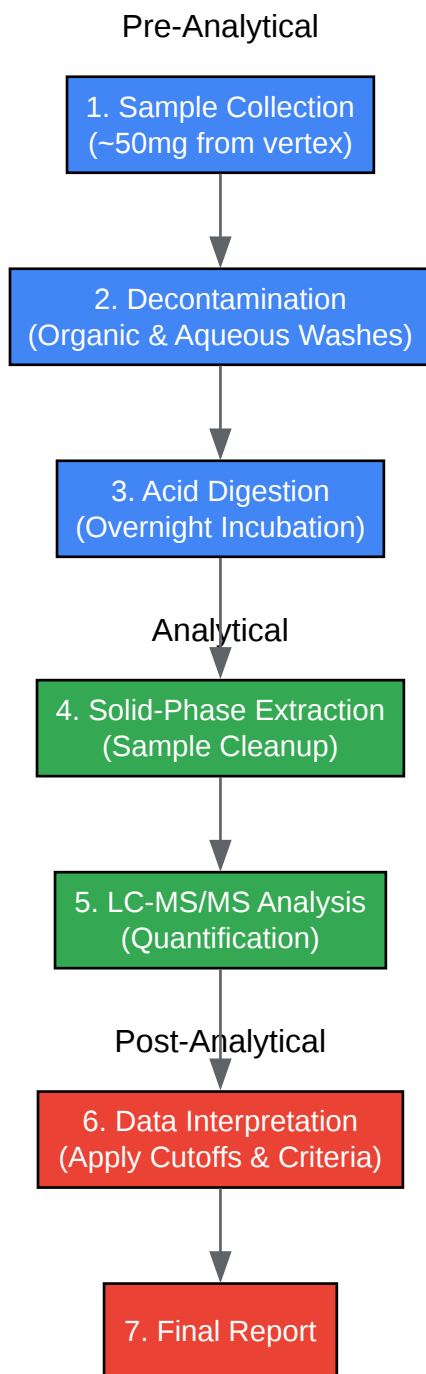 Pre-Analytical
1. Sample Collection
(~50mg from vertex)
2. Decontamination
(Organic & Aqueous Washes)
3. Acid Digestion
(Overnight Incubation)
Analytical
4. Solid-Phase Extraction
(Sample Cleanup)
5. LC-MS/MS Analysis
(Quantification)
Post-Analytical
6. Data Interpretation
(Apply Cutoffs & Criteria)
7. Final Report